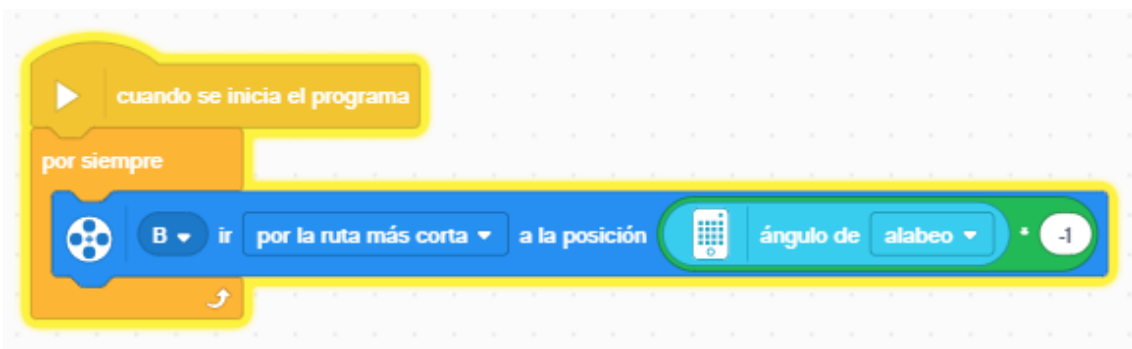 cuando se inicia el programa
por siempre
B ir por la ruta más corta a la posición ángulo de alabeo * -1